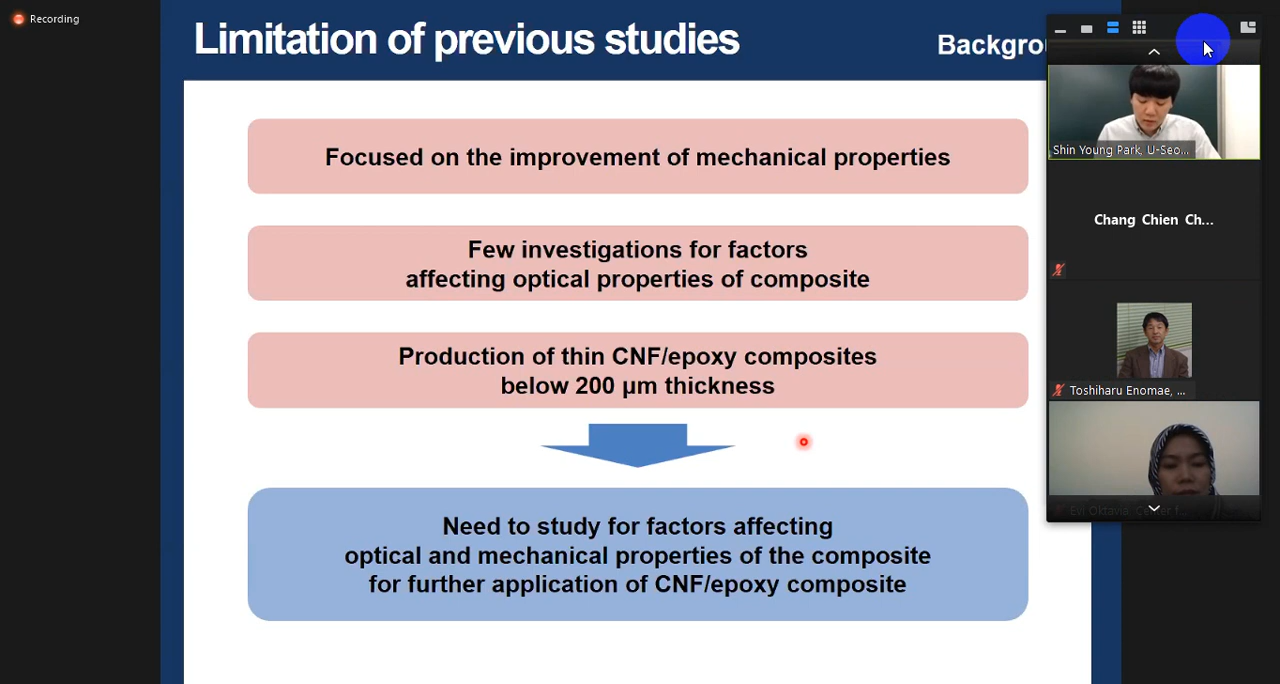 Recording
Limitation of previous studies
Backgro
Focused on the improvement of mechanical properties
Few investigations for factors
affecting optical properties of composite
Production of thin CNF/epoxy composites
below 200 μm thickness
Need to study for factors affecting
optical and mechanical properties of the composite
for further application of CNF/epoxy composite
Shin Young Park, U-Seo...
Chang Chien Ch...
Toshiharu Enomae, ...
Evi Oktavia, Center f...